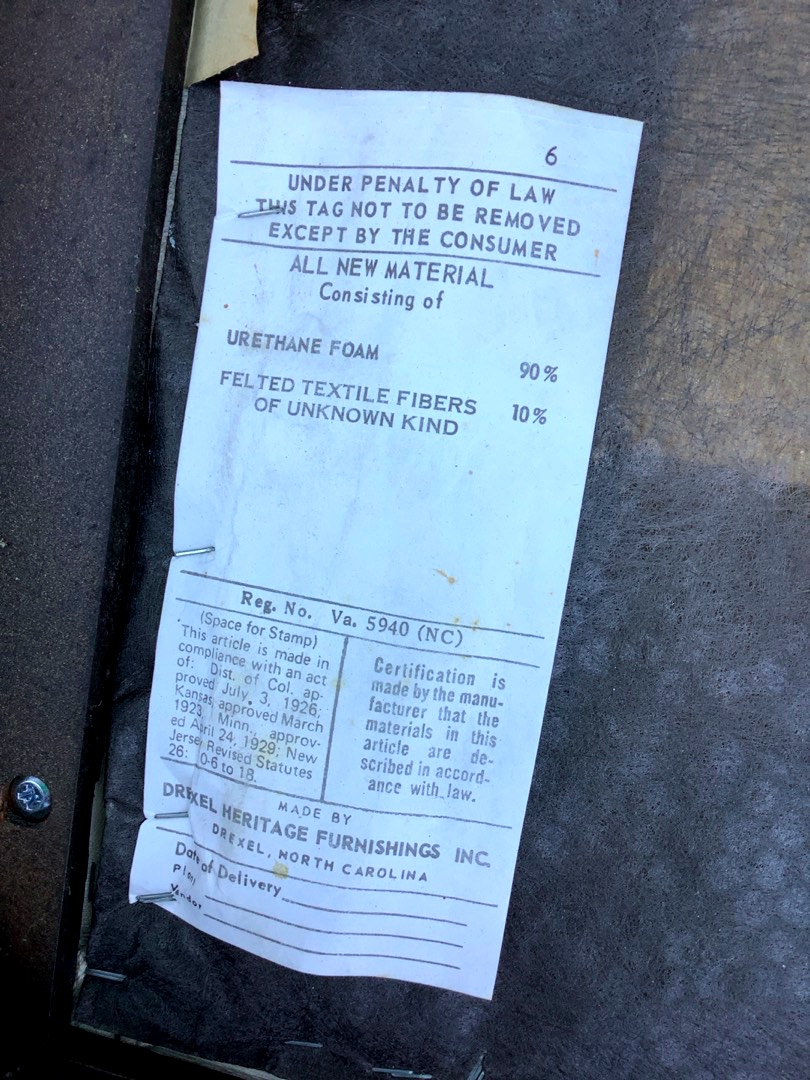 6
UNDER PENALTY OF LAW
THIS TAG NOT TO BE REMOVED
EXCEPT BY THE CONSUMER
ALL NEW MATERIAL
Consisting of
URETHANE FOAM 90%
FELTED TEXTILE FIBERS 10%
OF UNKNOWN KIND
Reg. No. Va. 5940 (NC)
(Space for Stamp)
This article is made in
compliance with an act
of: Dist. of Col. ap-
proved July, 3, 1926;
Kansas approved March
1923; Minn. approv-
ed April 24, 1929; New
Jersey Revised Statutes
26: 0-6 to 18.
Certification is
made by the manu-
facturer that the
materials in this
article are de-
scribed in accord-
ance with law.
MADE BY
DREXEL HERITAGE FURNISHINGS INC.
DREXEL, NORTH CAROLINA
Date of Delivery
Plan
Vendor